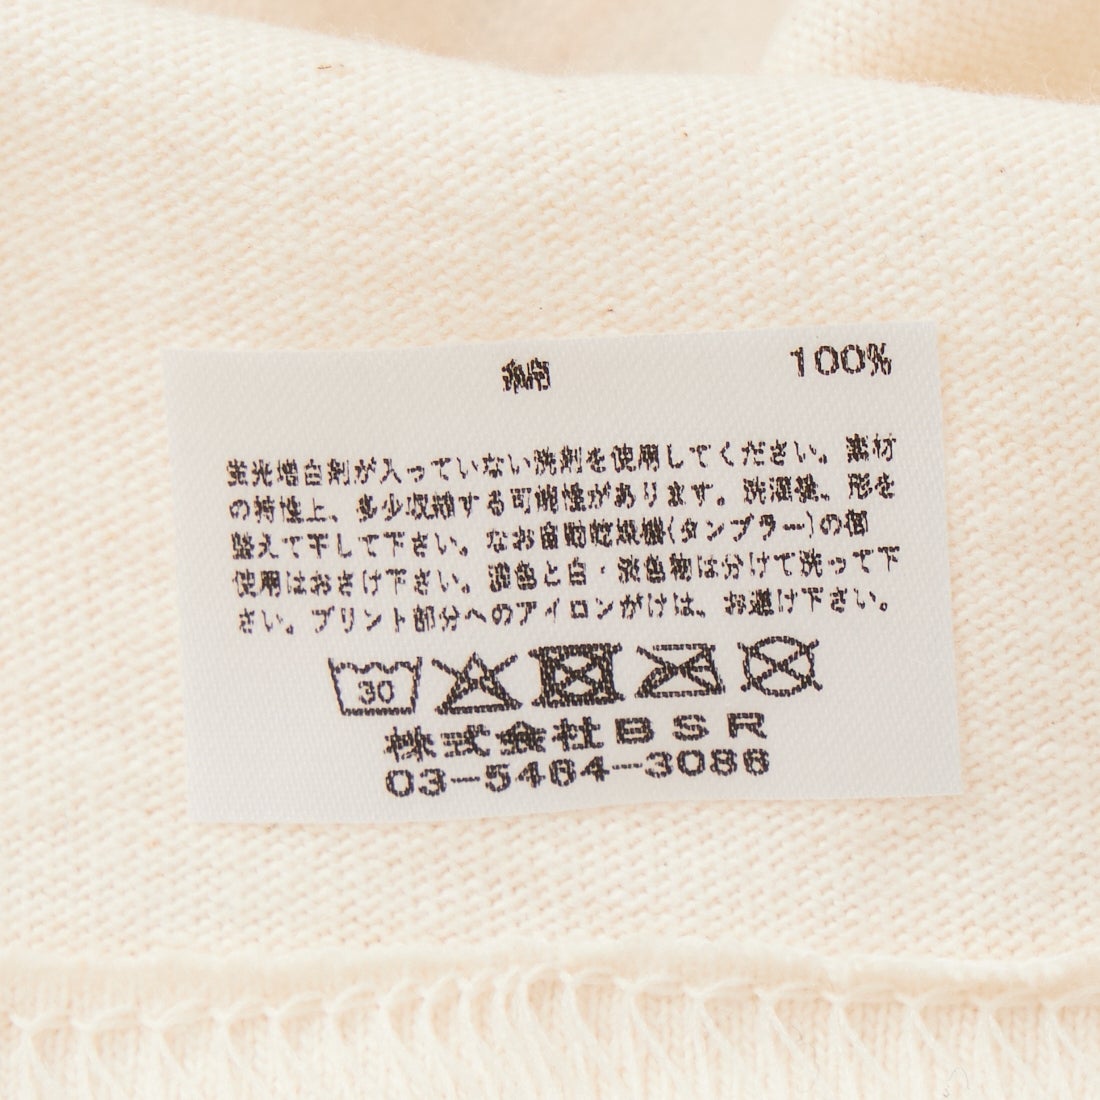 綿 100%
蛍光増白剤が入っていない洗剤を使用してください。素材
の特性上、多少収縮する可能性があります。洗濯後、形を
整えて干して下さい。なお自動乾燥機(タンブラー)の御
使用はおさけ下さい。濃色と白・淡色物は分けて洗って下
さい。プリント部分へのアイロンがけは、お避け下さい。
30
株式会社BSR
03-5464-3086